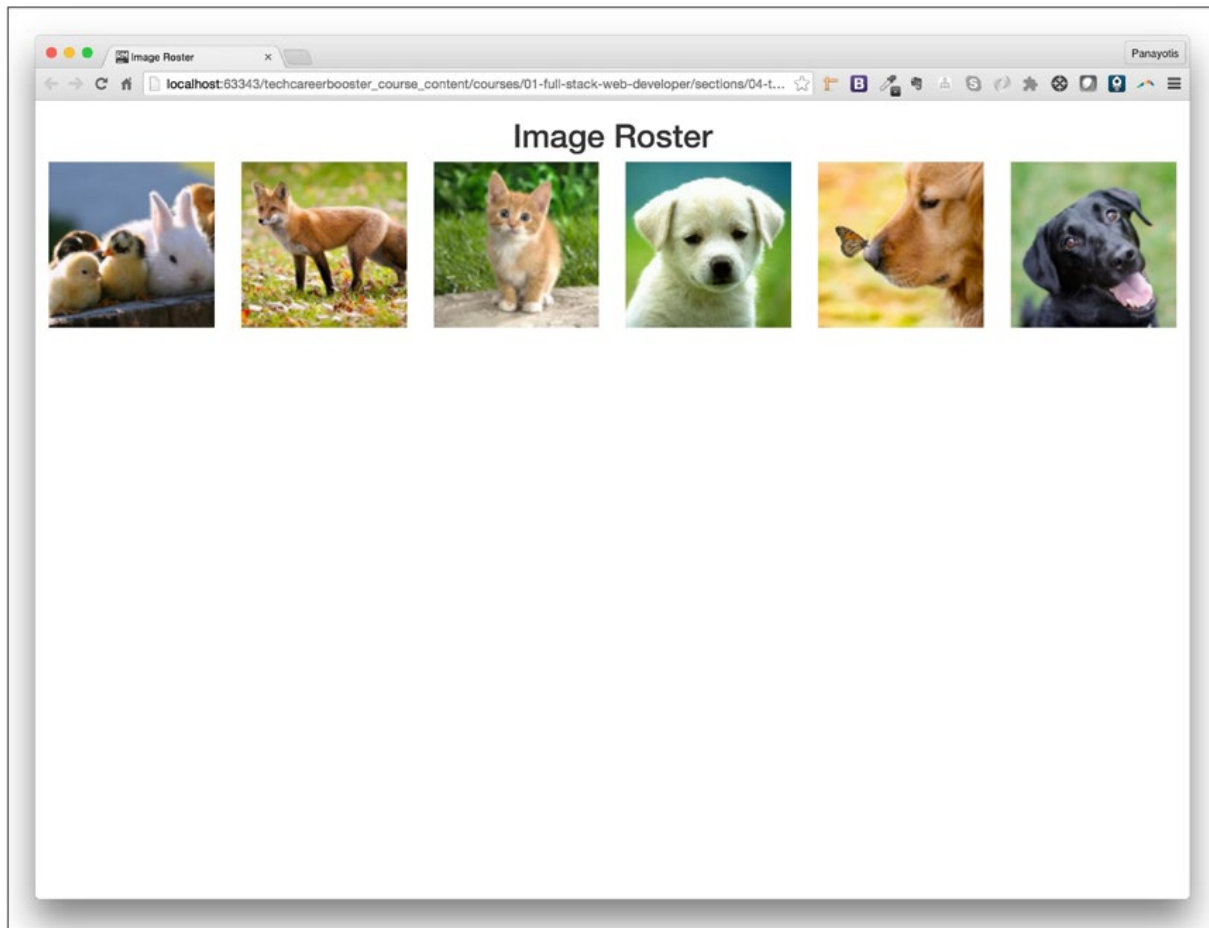 Image Roster
Panayotis
localhost:63343/techcareerbooster_course_content/courses/01-full-stack-web-developer/sections/04-t...
B
S
Image Roster